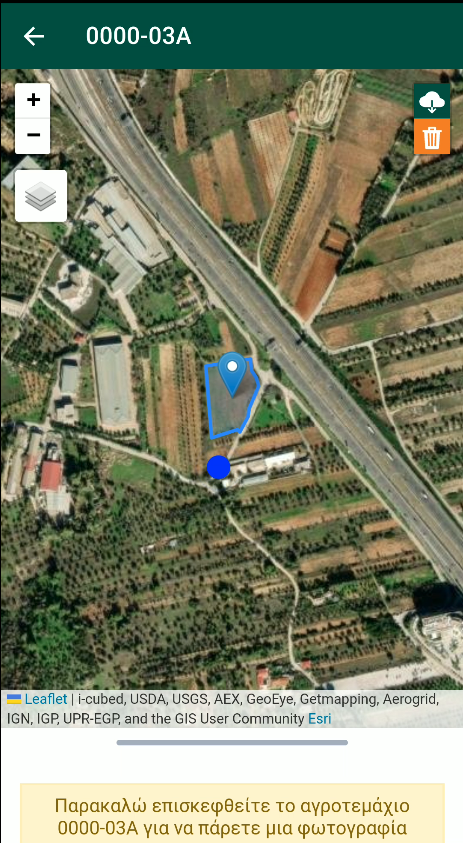 0000-03A
+
−
Leaflet | i-cubed, USDA, USGS, AEX, GeoEye, Getmapping, Aerogrid,
IGN, IGP, UPR-EGP, and the GIS User Community Esri
Παρακαλώ επισκεφθείτε το αγροτεμάχιο
0000-03A για να πάρετε μια φωτογραφία